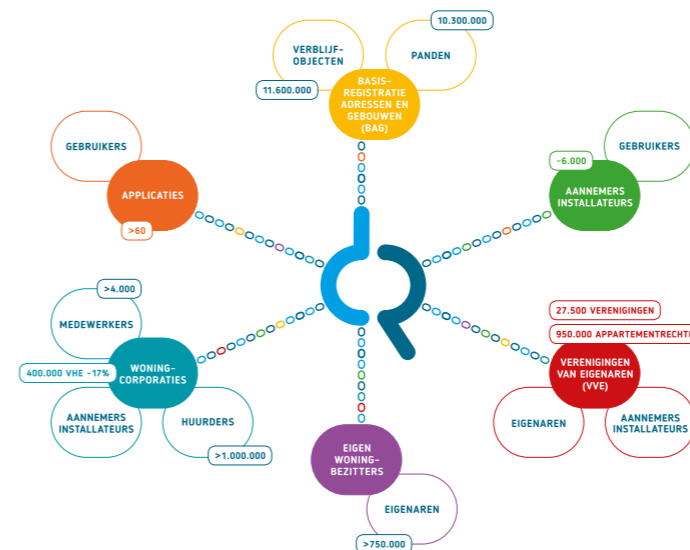 10.300.000
VERBLIJF-
OBJECTEN
PANDEN
11.600.000
BASIS-
REGISTRATIE
ADRESSEN EN
GEBOUWEN
(BAG)
GEBRUIKERS
APPLICATIES
>60
GEBRUIKERS
~6.000
AANNEMERS
INSTALLATEURS
>4.000
MEDEWERKERS
400.000 VHE ~17%
WONING-
CORPORATIES
AANNEMERS
INSTALLATEURS
HUURDERS
>1.000.000
27.500 VERENIGINGEN
950.000 APPARTEMENTRECHTE
VERENIGINGEN
VAN EIGENAREN
(VVE)
EIGENAREN
AANNEMERS
INSTALLATEURS
EIGEN
WONING-
BEZITTERS
EIGENAREN
>750.000